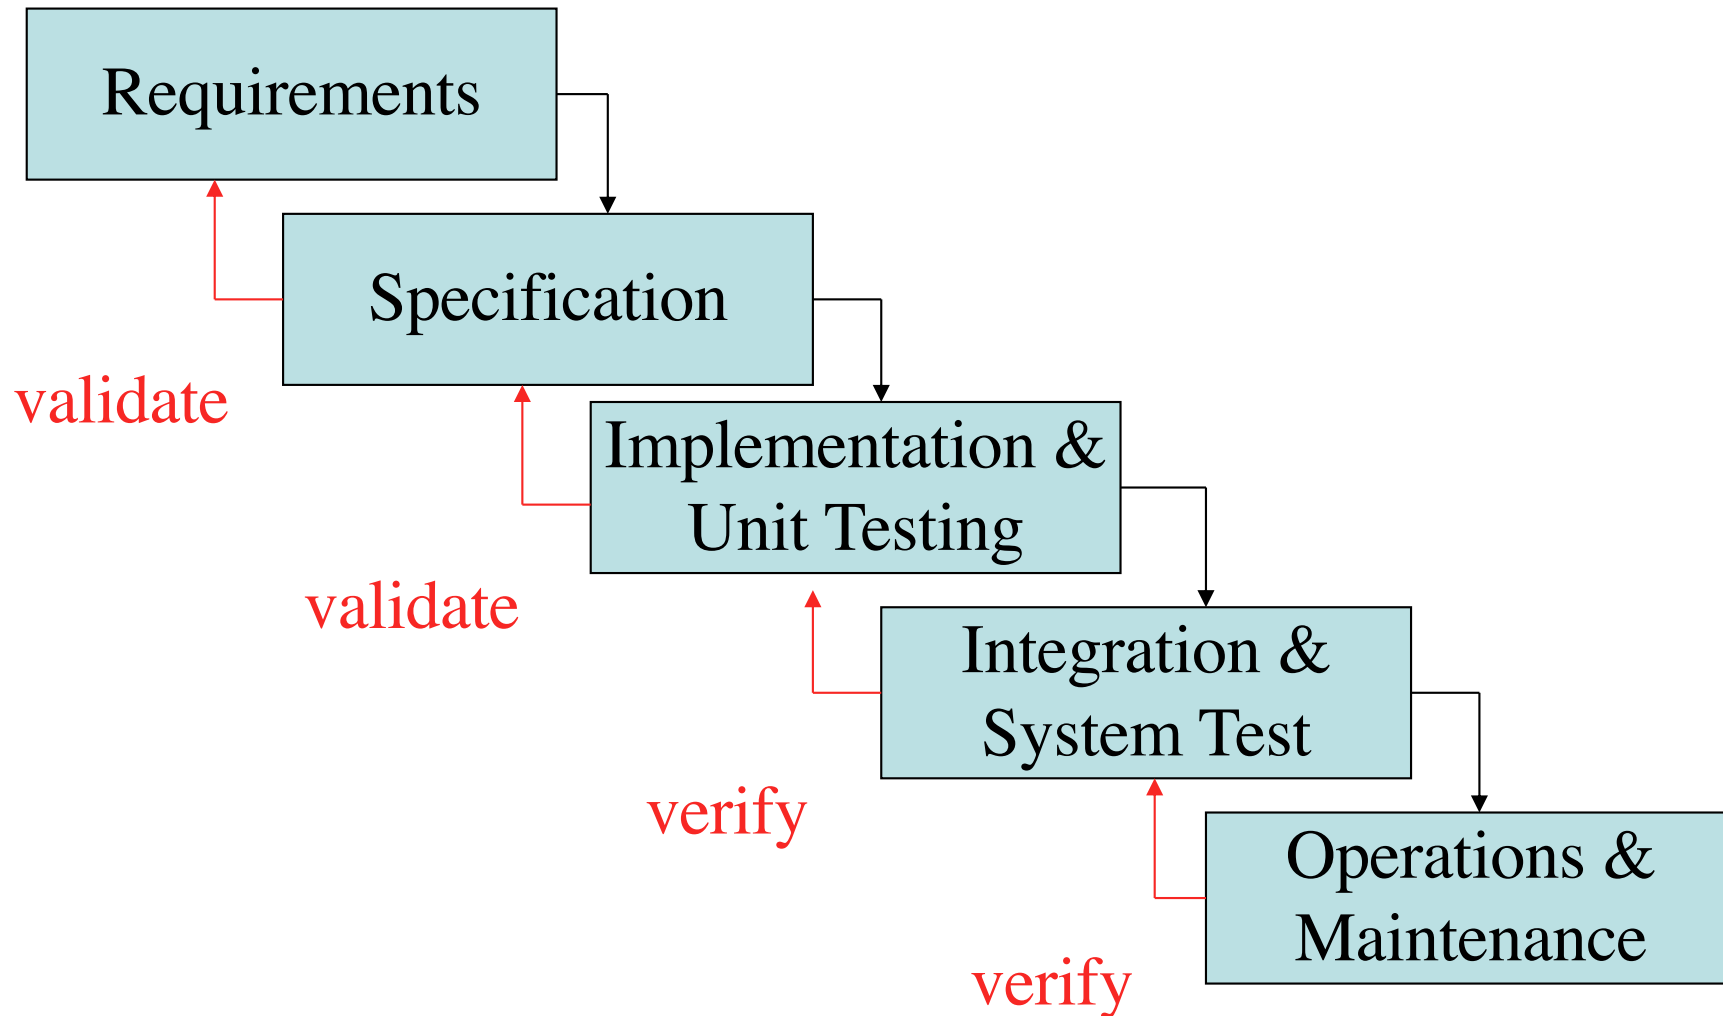 Requirements
Specification
validate
Implementation &
Unit Testing
validate
Integration &
System Test
verify
Operations &
Maintenance
verify